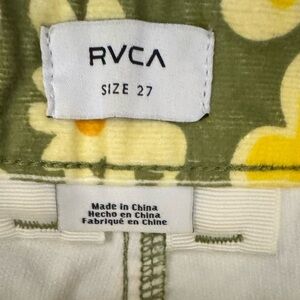 RVCA
SIZE 27
Made in China
Hecho en China
Fabriqué en Chine